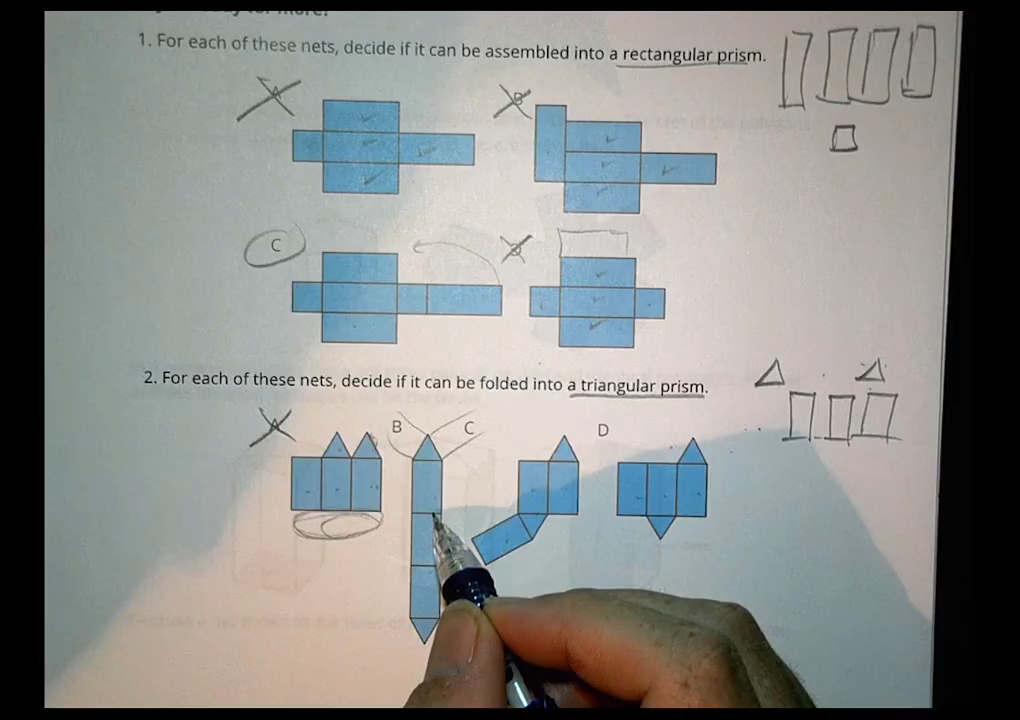 1. For each of these nets, decide if it can be assembled into a rectangular prism.
A
B
C
D
2. For each of these nets, decide if it can be folded into a triangular prism.
A
B
C
D